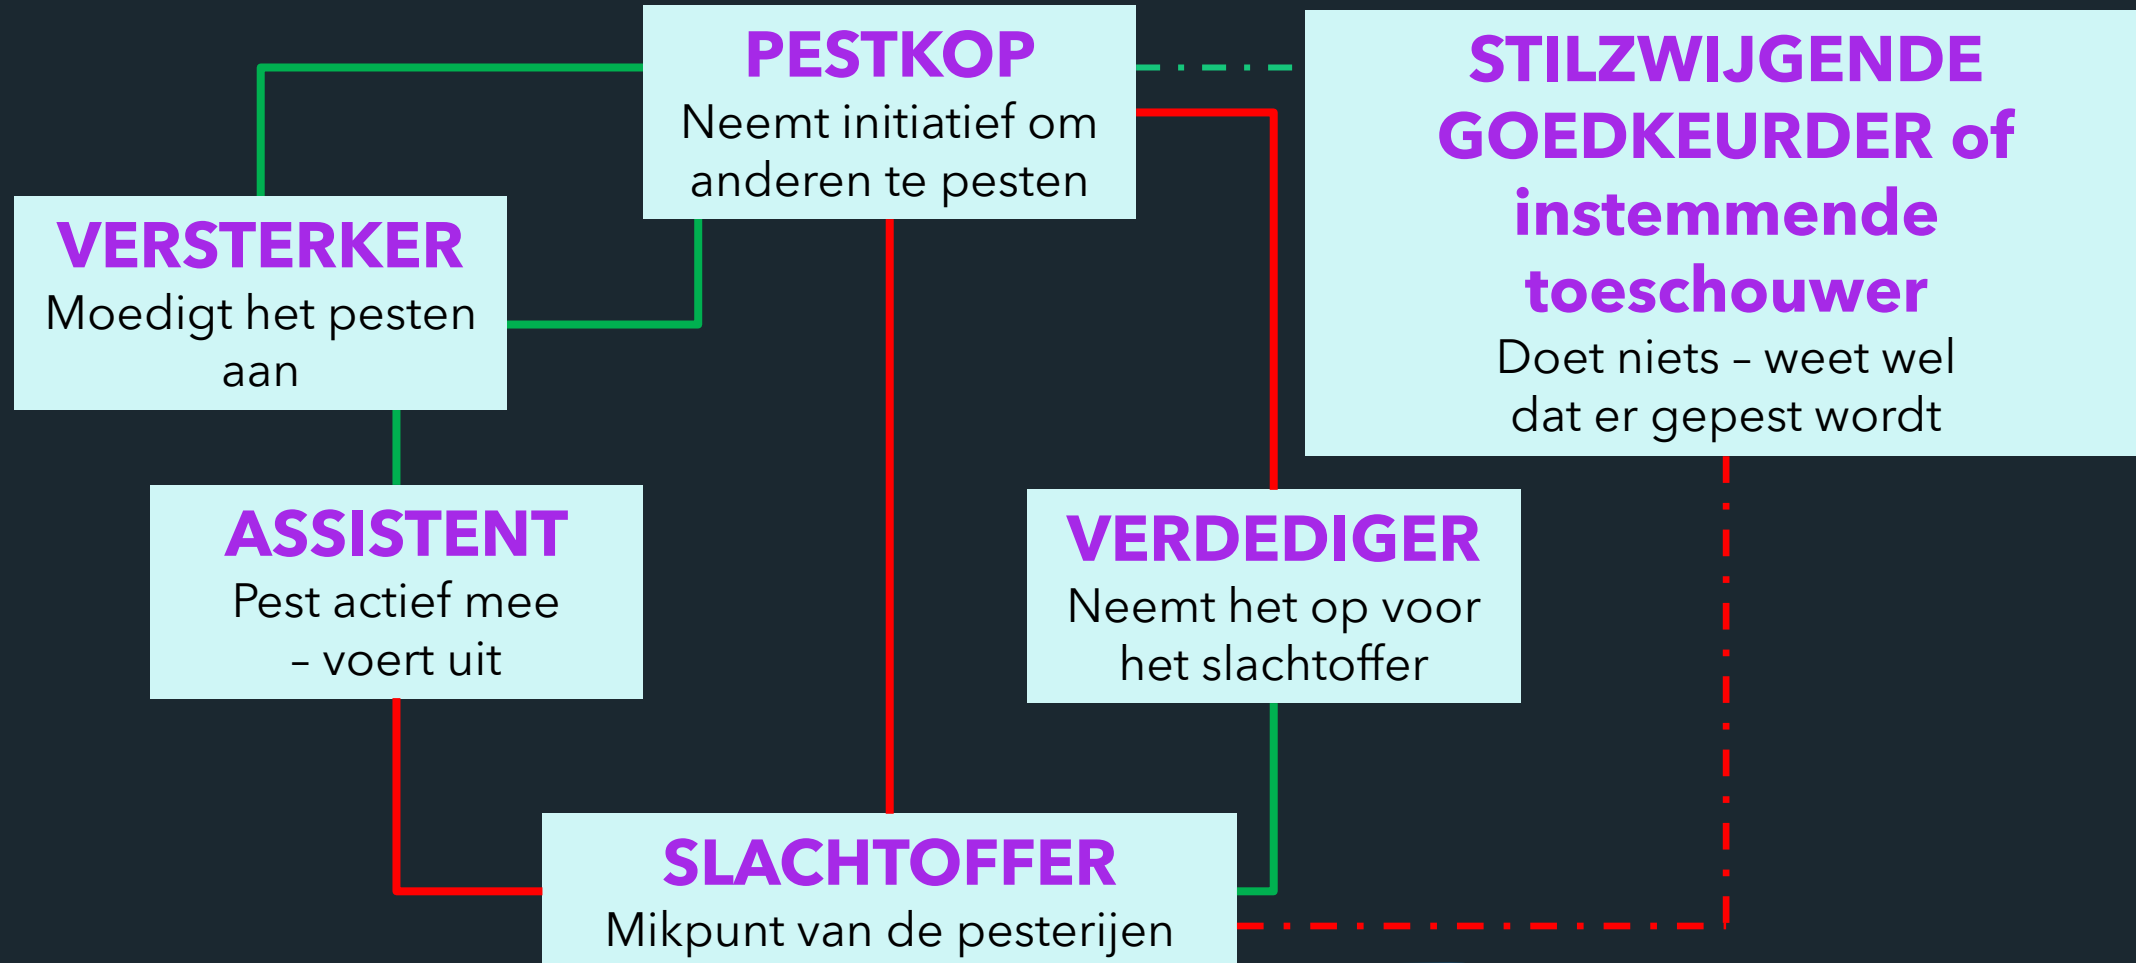 PESTKOP
Neemt initiatief om
anderen te pesten
STILZWIJGENDE
GOEDKEURDER of
instemmende
toeschouwer
Doet niets – weet wel
dat er gepest wordt
VERSTERKER
Moedigt het pesten
aan
ASSISTENT
Pest actief mee
– voert uit
VERDEDIGER
Neemt het op voor
het slachtoffer
SLACHTOFFER
Mikpunt van de pesterijen